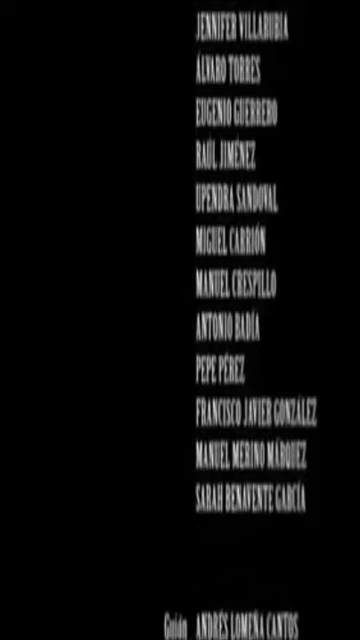 JENNIFER VILLARUBIA
ÁLVARO TORRES
EUGENIO GUERRERO
RAÚL JIMÉNEZ
UPENDRA SANDOVAL
MIGUEL CARRIÓN
MANUEL CRESPILLO
ANTONIO BADÍA
PEPE PÉREZ
FRANCISCO JAVIER GONZÁLEZ
MANUEL MERINO MÁRQUEZ
SARAH BENAVENTE GARCÍA
Guión ANDRÉS LOMEÑA CANTOS